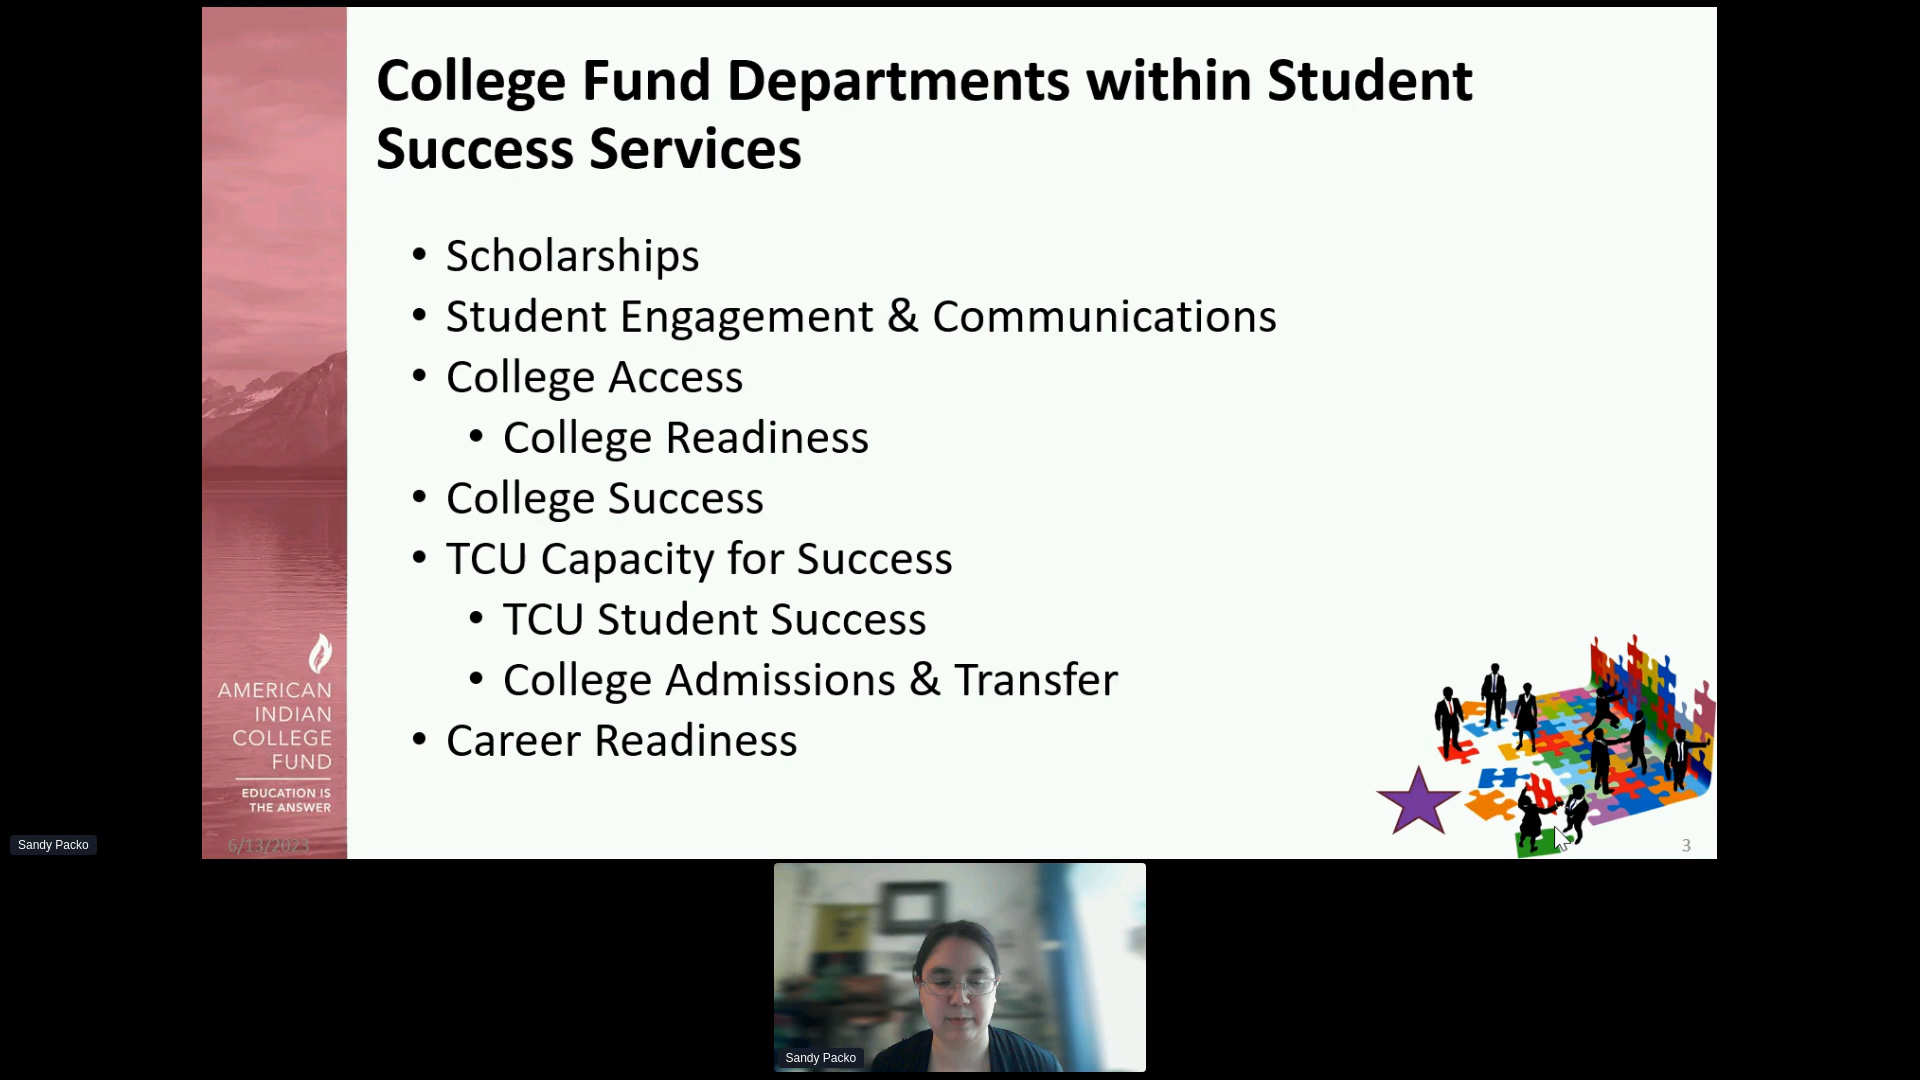 College Fund Departments within Student
Success Services
• Scholarships
• Student Engagement & Communications
• College Access
• College Readiness
• College Success
• TCU Capacity for Success
• TCU Student Success
• College Admissions & Transfer
• Career Readiness
AMERICAN
INDIAN
COLLEGE
FUND
EDUCATION IS
THE ANSWER
6/13/2023
3
Sandy Packo
Sandy Packo